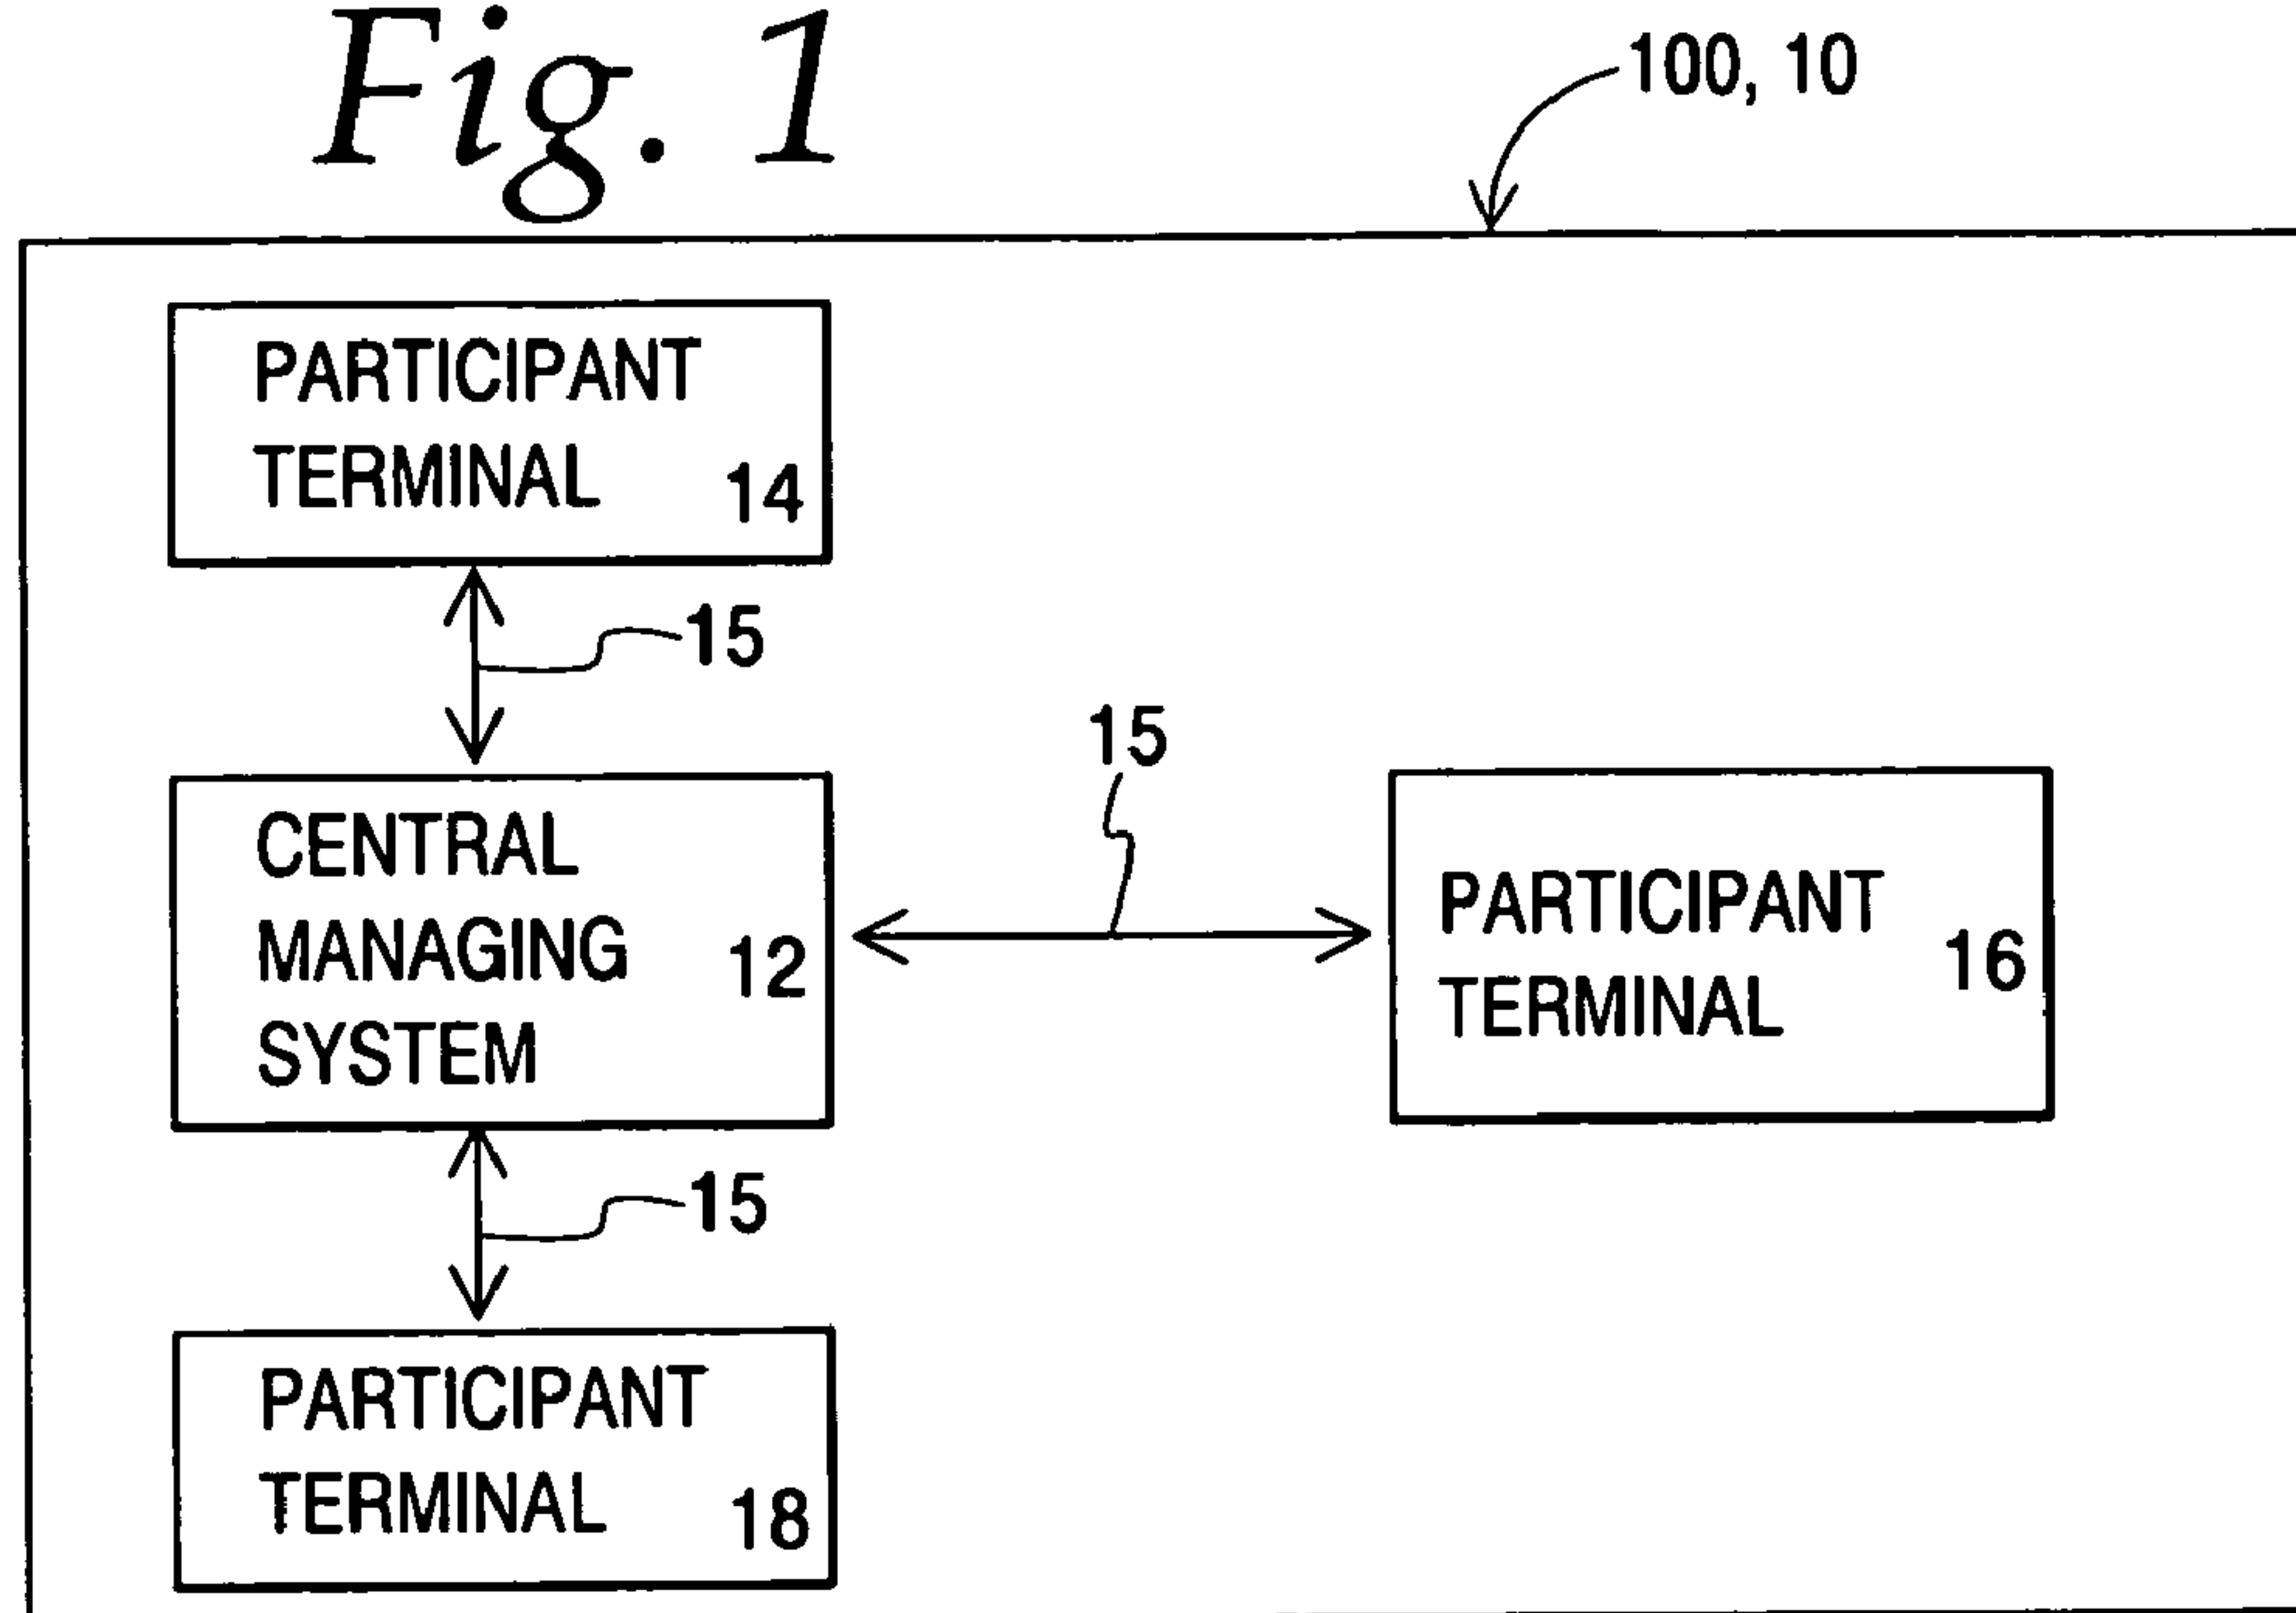 Fig. 1
100, 10
PARTICIPANT
TERMINAL
14
15
15
CENTRAL
MANAGING
SYSTEM
12
PARTICIPANT
TERMINAL
16
15
PARTICIPANT
TERMINAL
18